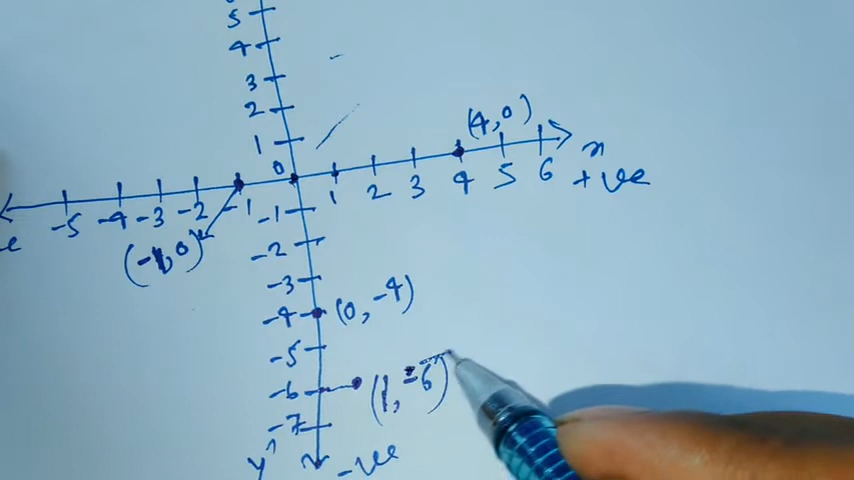 5
4
3
2
1
0
(4,0)
x
+ve
1 2 3 4 5 6
-5 -4 -3 -2 -1
(-1,0)
-1
-2
-3
-4 (0, -4)
-5
-6 (1, -6)
-7
y'
-ve